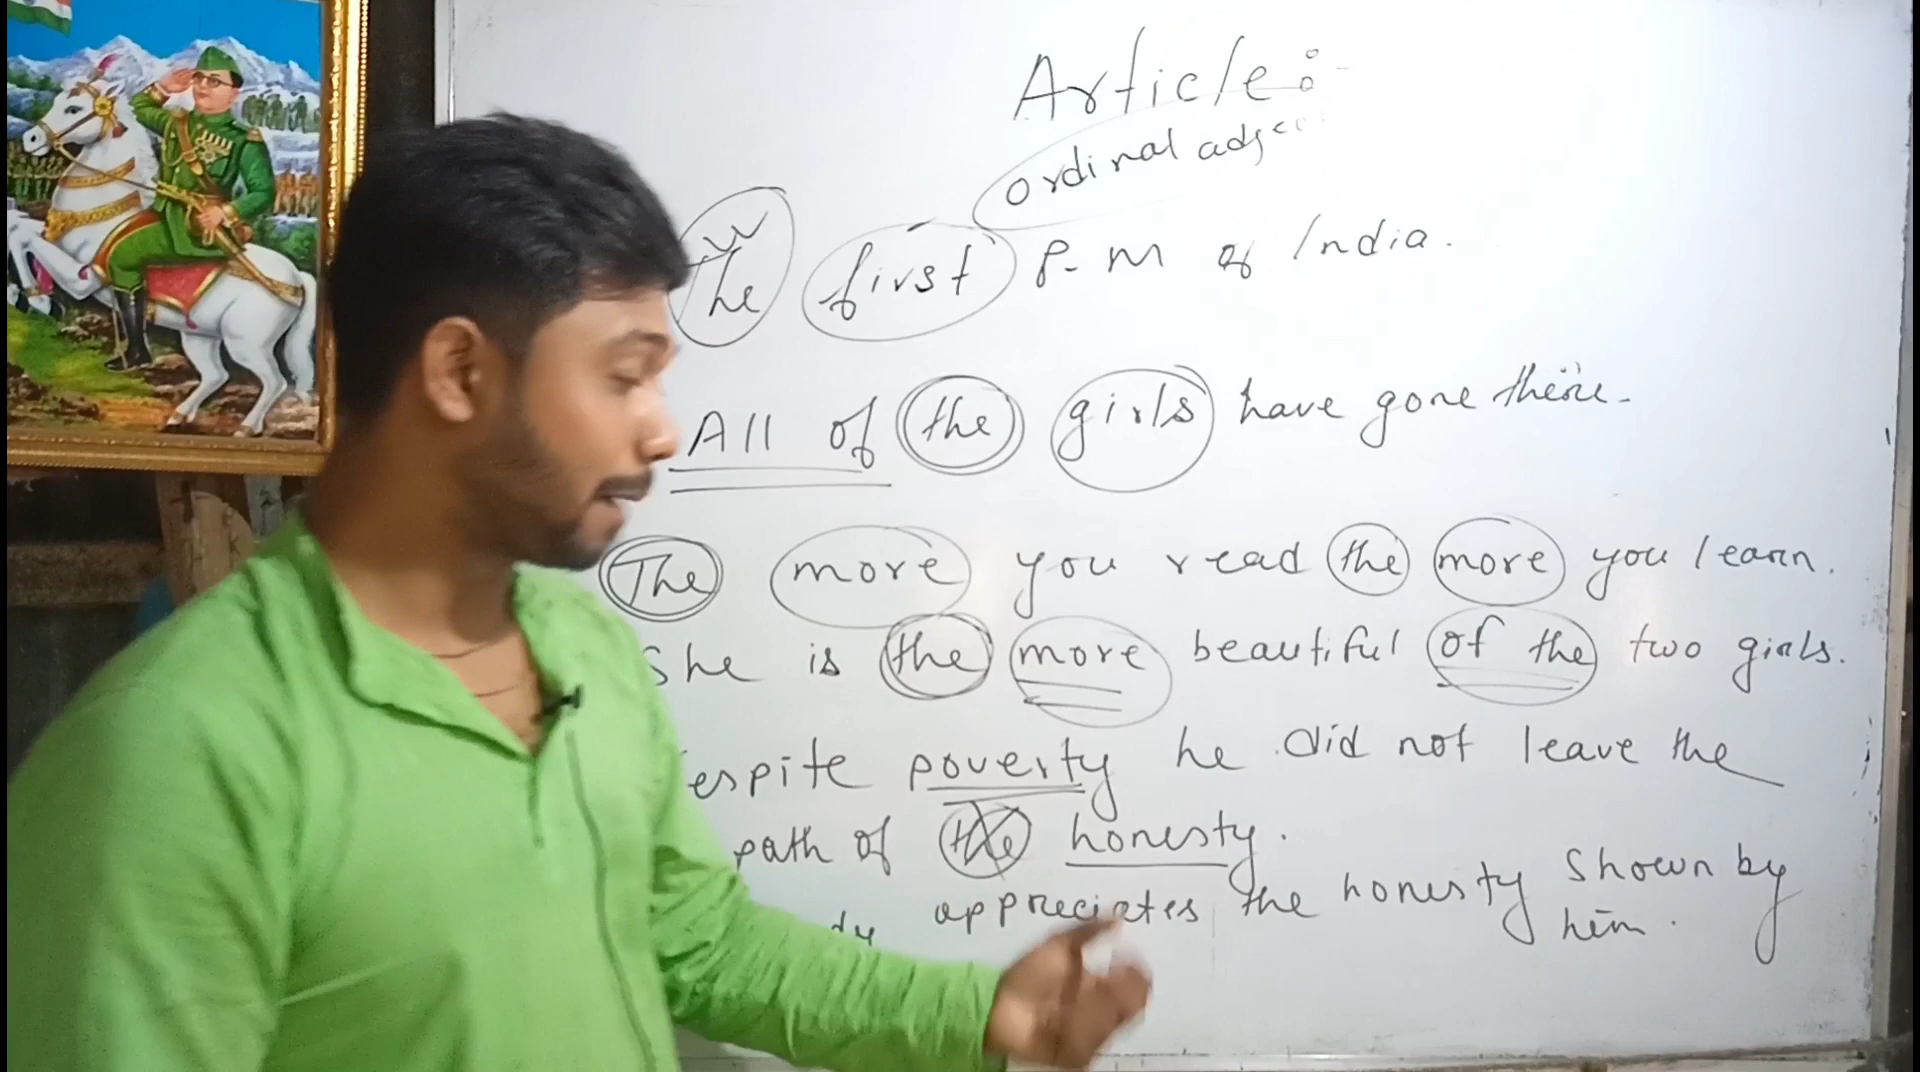 Article:
ordinal adj
The first P-M of India.
All of the girls have gone there.
The more you read the more you learn.
She is the more beautiful of the two girls.
espite poverty he did not leave the
path of the honesty.
dy appreciates the honesty shown by
him.